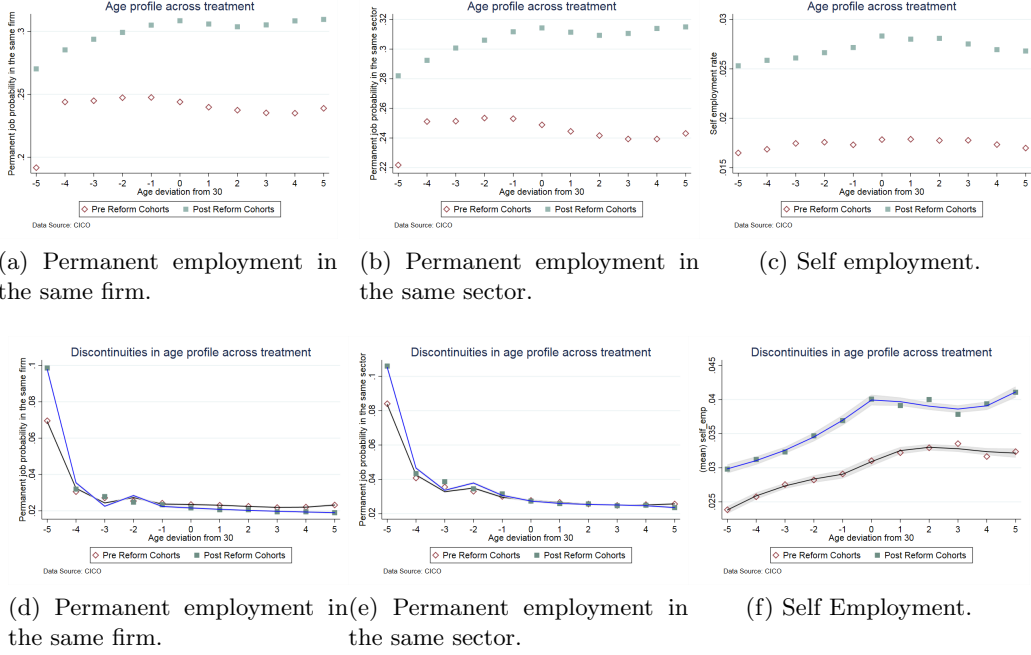 Age profile across treatment
Permanent job probability in the same firm
.2 .25 .3
-5 -4 -3 -2 -1 0 1 2 3 4 5
Age deviation from 30
Pre Reform Cohorts Post Reform Cohorts
Data Source: CICO
(a) Permanent employment in
the same firm.
Age profile across treatment
Permanent job probability in the same sector
.22 .24 .26 .28 .3 .32
-5 -4 -3 -2 -1 0 1 2 3 4 5
Age deviation from 30
Pre Reform Cohorts Post Reform Cohorts
Data Source: CICO
(b) Permanent employment in
the same sector.
Age profile across treatment
Self employment rate
.015 .02 .025 .03
-5 -4 -3 -2 -1 0 1 2 3 4 5
Age deviation from 30
Pre Reform Cohorts Post Reform Cohorts
Data Source: CICO
(c) Self employment.
Discontinuities in age profile across treatment
Permanent job probability in the same firm
.02 .04 .06 .08 .1
-5 -4 -3 -2 -1 0 1 2 3 4 5
Age deviation from 30
Pre Reform Cohorts Post Reform Cohorts
Data Source: CICO
(d) Permanent employment in
the same firm.
Discontinuities in age profile across treatment
Permanent job probability in the same sector
.02 .04 .06 .08 .1
-5 -4 -3 -2 -1 0 1 2 3 4 5
Age deviation from 30
Pre Reform Cohorts Post Reform Cohorts
Data Source: CICO
(e) Permanent employment in
the same sector.
Discontinuities in age profile across treatment
(mean) self_emp
.025 .03 .035 .04 .045
-5 -4 -3 -2 -1 0 1 2 3 4 5
Age deviation from 30
Pre Reform Cohorts Post Reform Cohorts
Data Source: CICO
(f) Self Employment.